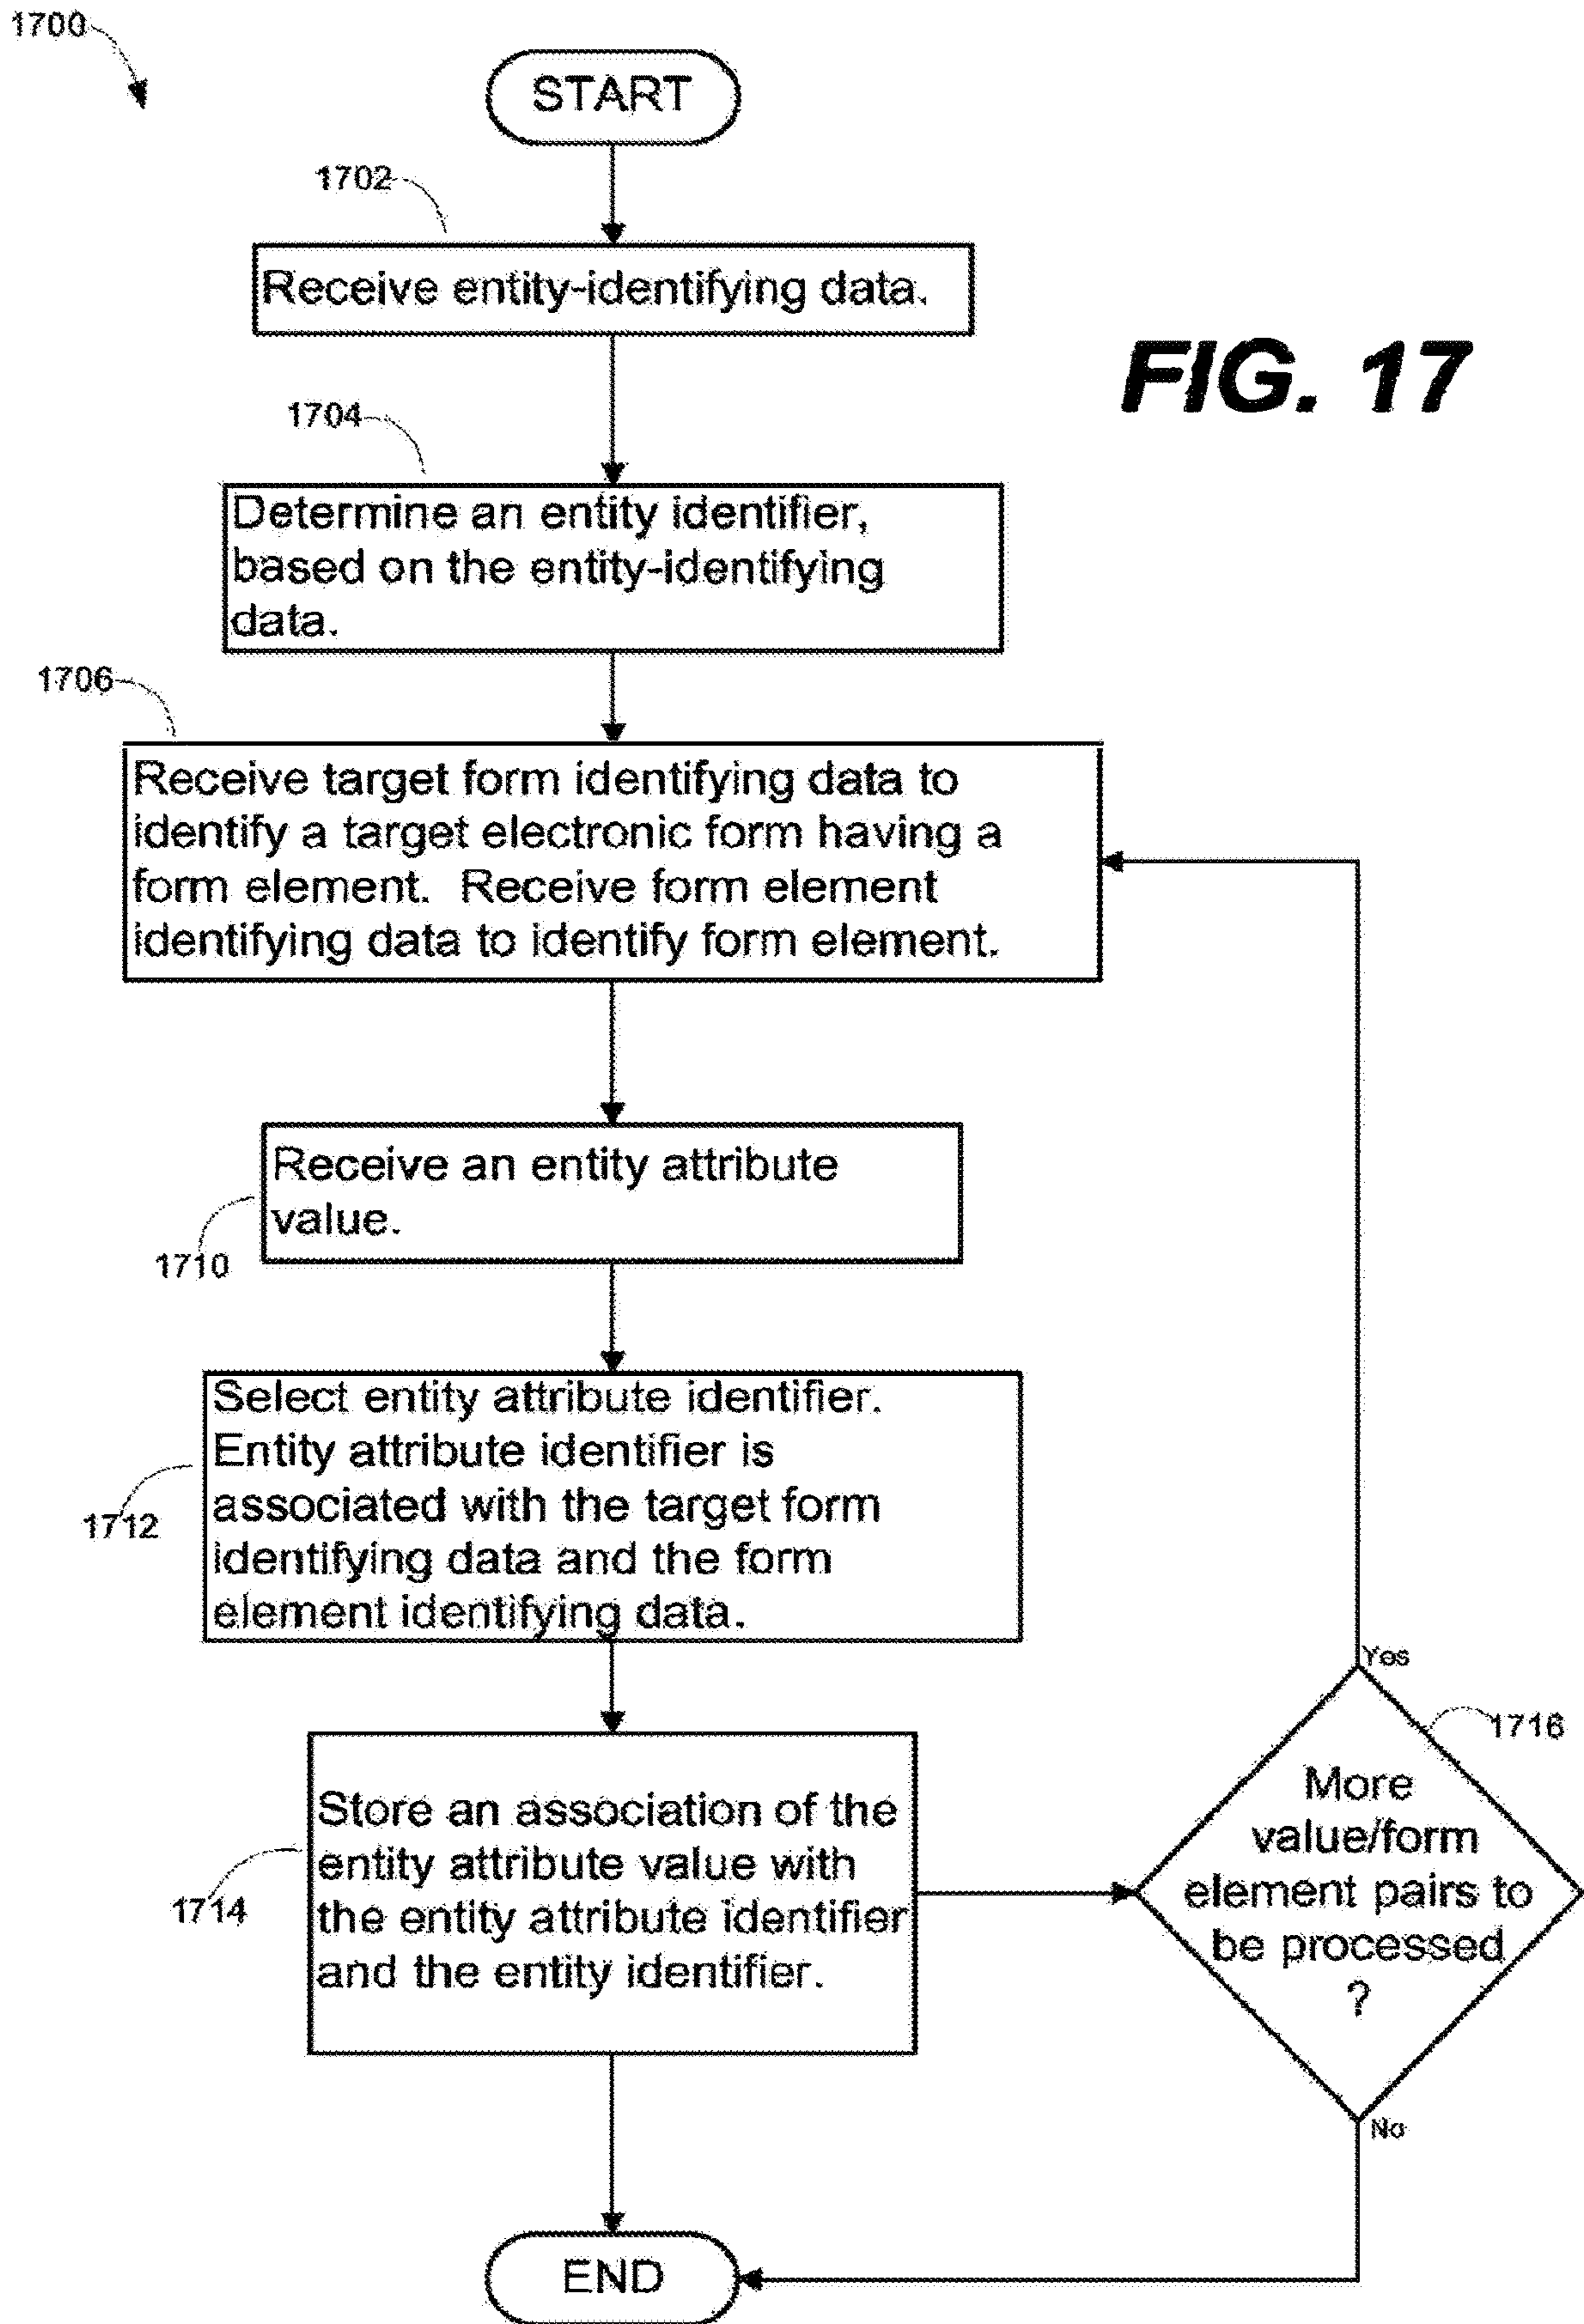 1700
START
1702
Receive entity-identifying data.
FIG. 17
1704
Determine an entity identifier,
based on the entity-identifying
data.
1706
Receive target form identifying data to
identify a target electronic form having a
form element. Receive form element
identifying data to identify form element.
Receive an entity attribute
value.
1710
Select entity attribute identifier.
Entity attribute identifier is
associated with the target form
identifying data and the form
element identifying data.
1712
Yes
1716
More
value/form
element pairs to
be processed
?
No
Store an association of the
entity attribute value with
the entity attribute identifier
and the entity identifier.
1714
END